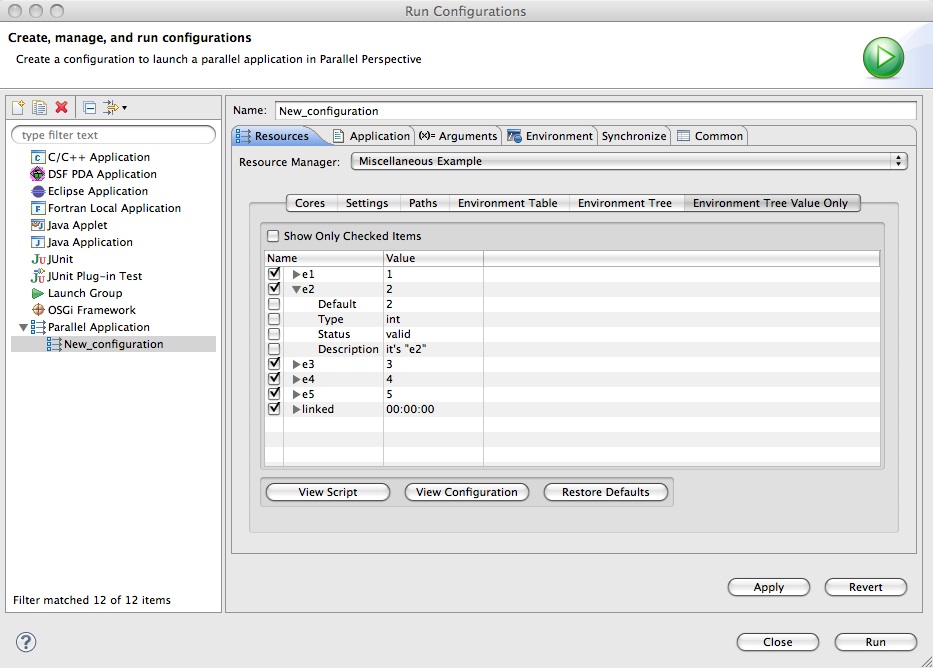 Run Configurations
Create, manage, and run configurations
Create a configuration to launch a parallel application in Parallel Perspective
type filter text
C/C++ Application
DSF PDA Application
Eclipse Application
Fortran Local Application
Java Applet
Java Application
JUnit
JUnit Plug-in Test
Launch Group
OSGi Framework
Parallel Application
New_configuration
Filter matched 12 of 12 items
Name: New_configuration
Resources Application (x)= Arguments Environment Synchronize Common
Resource Manager: Miscellaneous Example
Cores Settings Paths Environment Table Environment Tree Environment Tree Value Only
Show Only Checked Items
Name Value
e1 1
e2 2
Default 2
Type int
Status valid
Description it's "e2"
e3 3
e4 4
e5 5
linked 00:00:00
View Script View Configuration Restore Defaults
Apply Revert
? Close Run